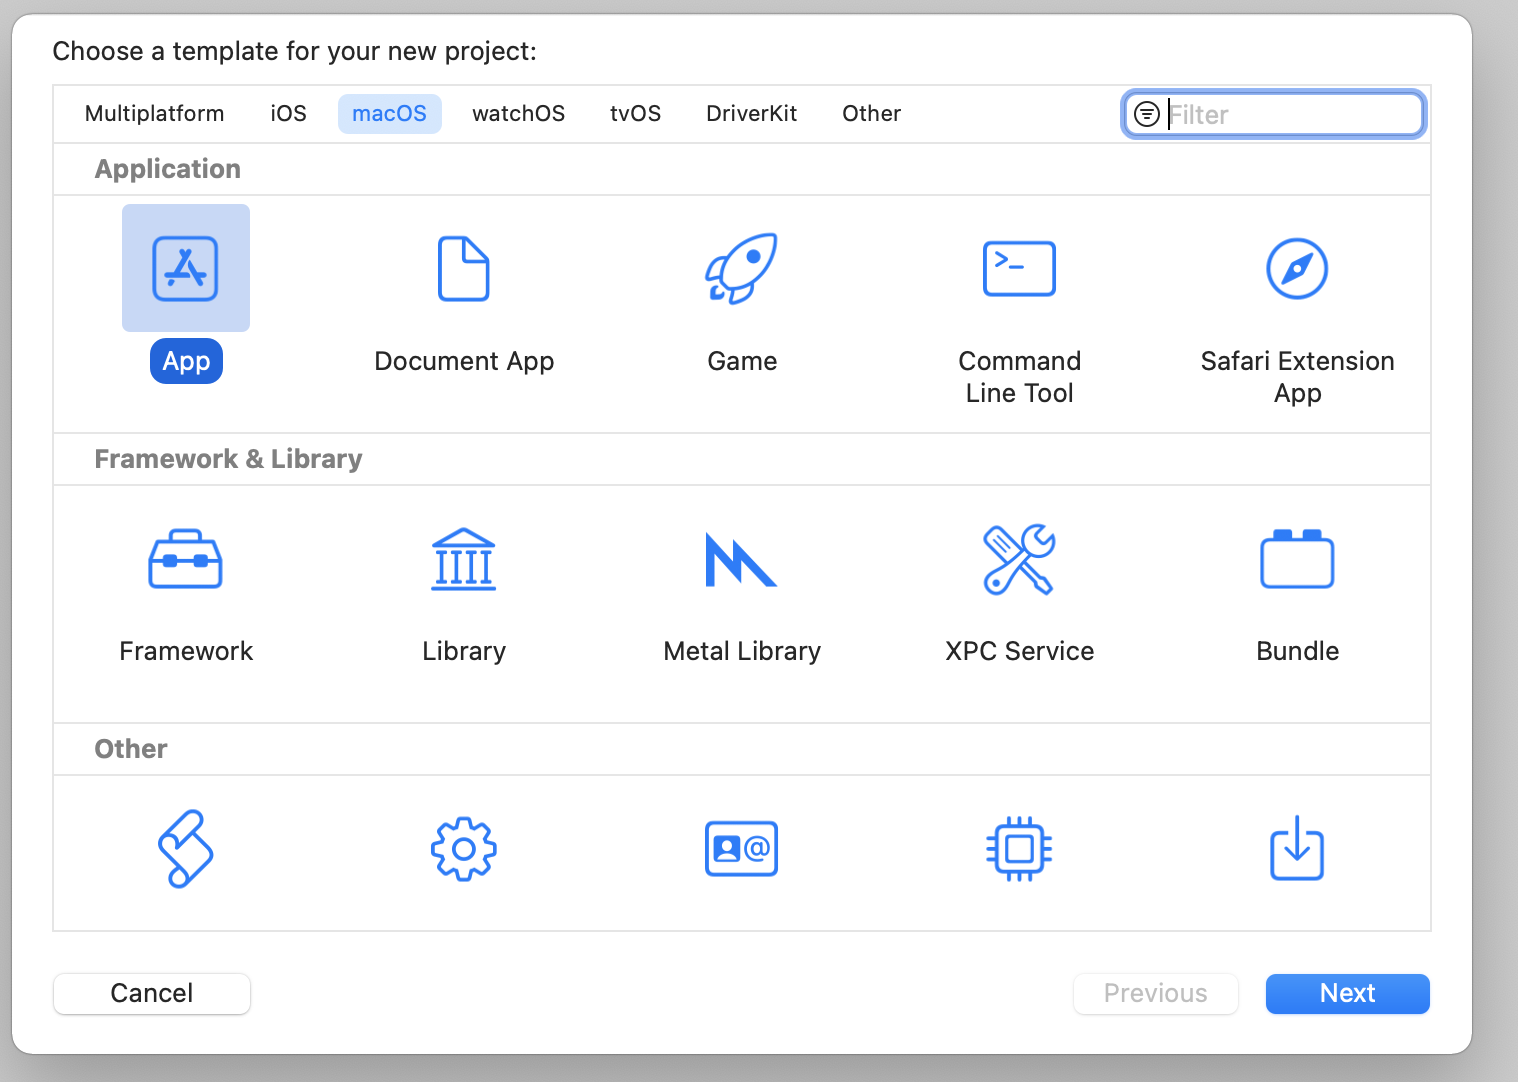 Choose a template for your new project:
Multiplatform iOS macOS watchOS tvOS DriverKit Other Filter
Application
App Document App Game Command Line Tool Safari Extension App
Framework & Library
Framework Library Metal Library XPC Service Bundle
Other
Cancel Previous Next